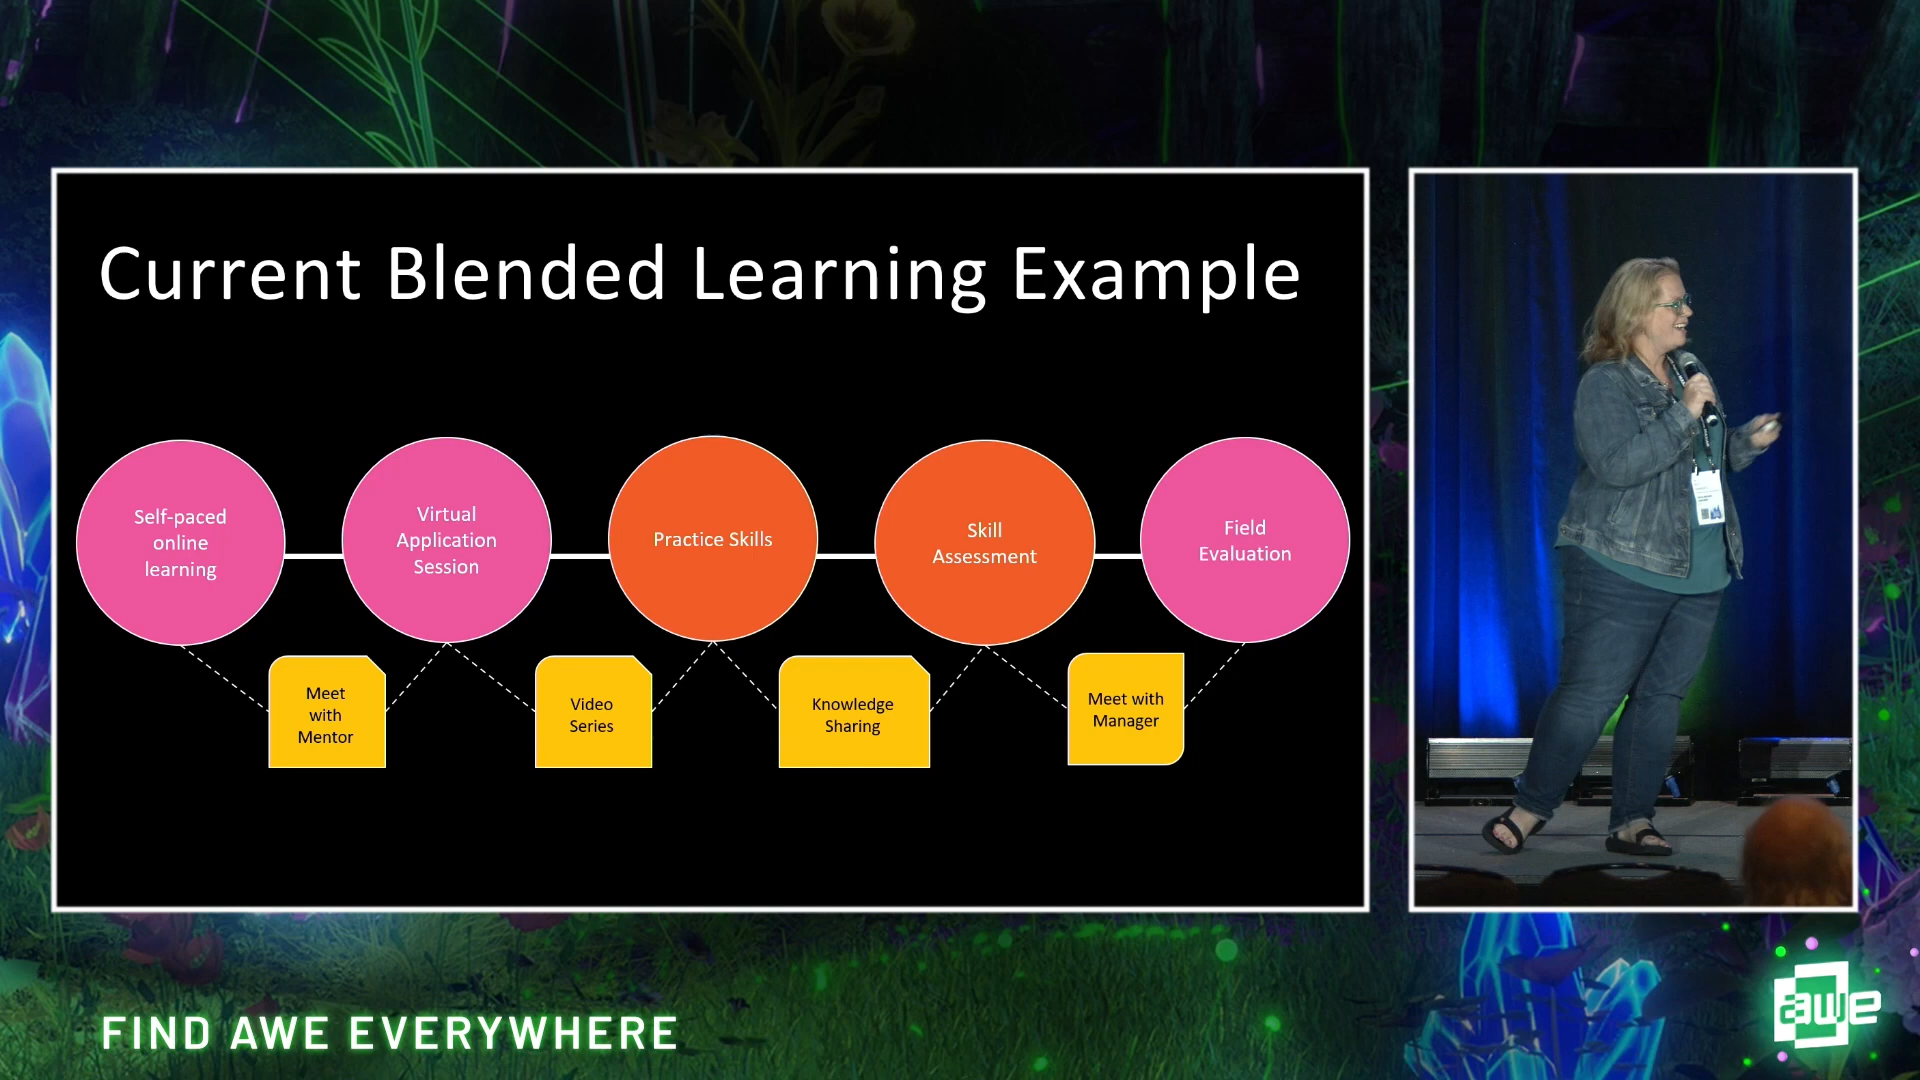 Current Blended Learning Example
Self-paced
online
learning
Virtual
Application
Session
Practice Skills
Skill
Assessment
Field
Evaluation
Meet
with
Mentor
Video
Series
Knowledge
Sharing
Meet with
Manager
FIND AWE EVERYWHERE
awe